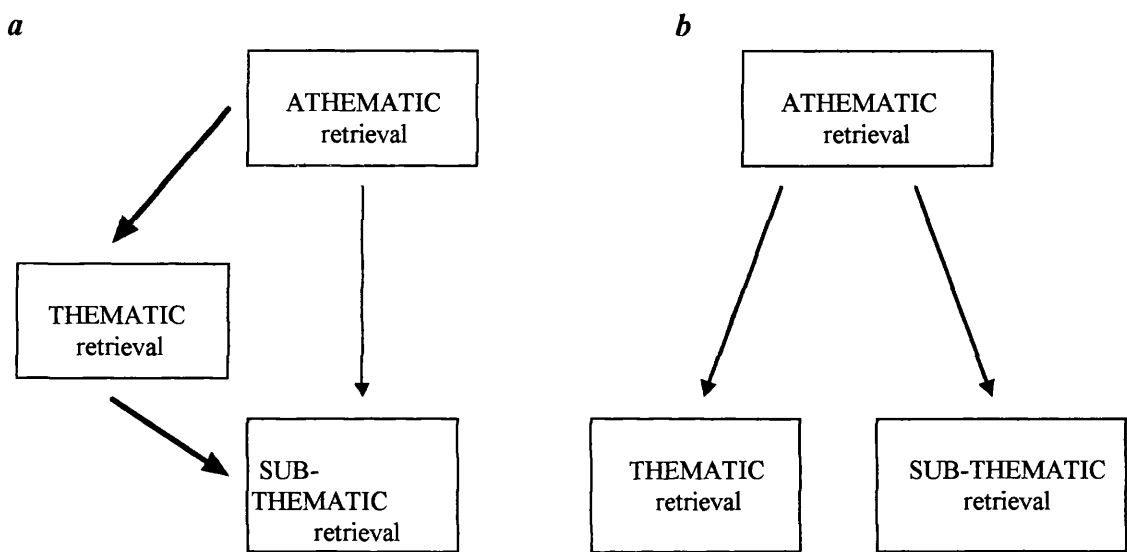 a
ATHEMATIC
retrieval
THEMATIC
retrieval
SUB-
THEMATIC
retrieval
b
ATHEMATIC
retrieval
THEMATIC
retrieval
SUB-THEMATIC
retrieval